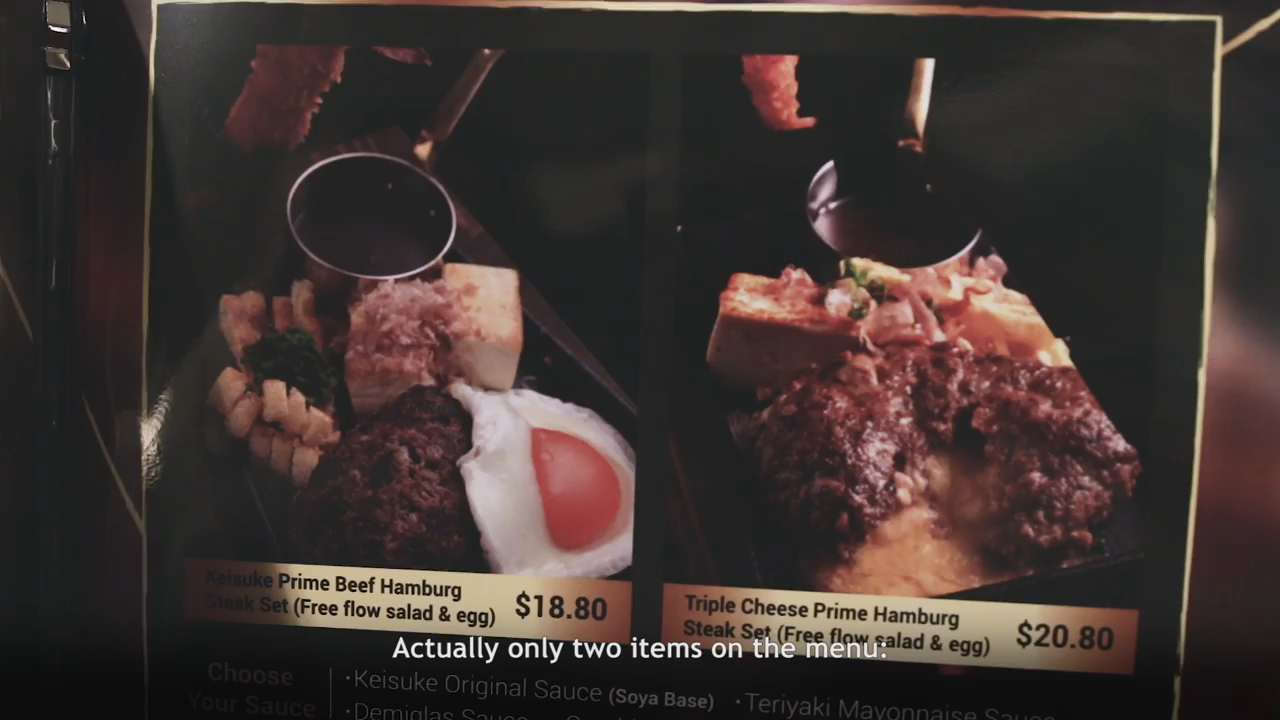 Keisuke Prime Beef Hamburg
Steak Set (Free flow salad & egg)
$18.80
Triple Cheese Prime Hamburg
Steak Set (Free flow salad & egg)
$20.80
Actually only two items on the menu:
Choose
Your Sauce
·Keisuke Original Sauce (Soya Base)
·Teriyaki Mayonnaise Sauce
·Demiglas Sauce